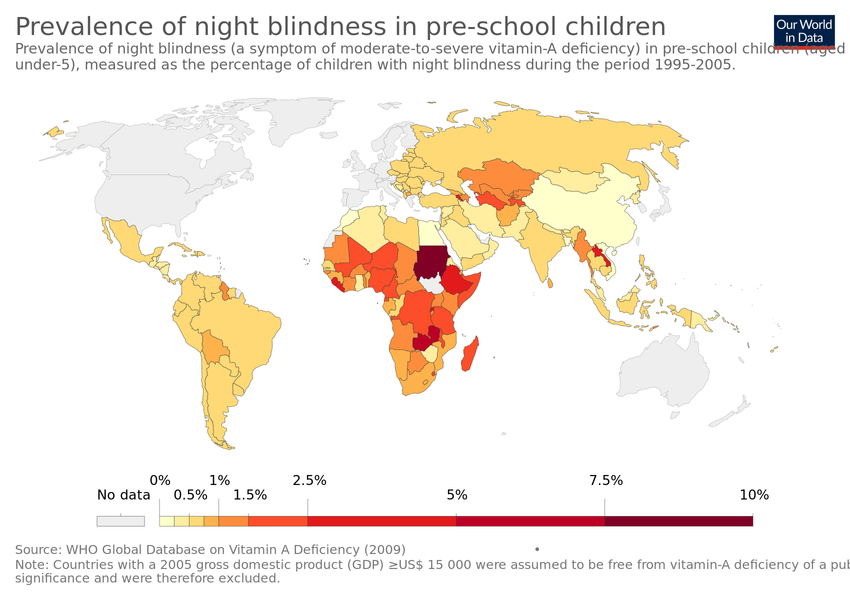 Prevalence of night blindness in pre-school children
Our World
in Data
Prevalence of night blindness (a symptom of moderate-to-severe vitamin-A deficiency) in pre-school children (aged
under-5), measured as the percentage of children with night blindness during the period 1995-2005.
0% 1% 2.5% 7.5%
No data 0.5% 1.5% 5% 10%
Source: WHO Global Database on Vitamin A Deficiency (2009) •
Note: Countries with a 2005 gross domestic product (GDP) ≥US$ 15 000 were assumed to be free from vitamin-A deficiency of a pub
significance and were therefore excluded.